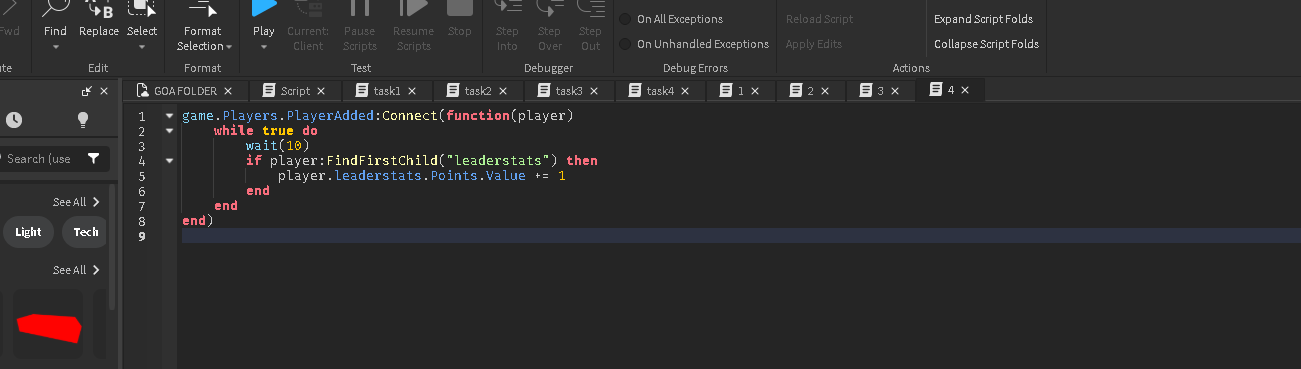 Fwd
Find
Replace
Select
Format
Selection
Play
Current:
Client
Pause
Scripts
Resume
Scripts
Stop
Step
Into
Step
Over
Step
Out
On All Exceptions
On Unhandled Exceptions
Reload Script
Apply Edits
Expand Script Folds
Collapse Script Folds
Edit
Format
Test
Debugger
Debug Errors
Actions
GOAFOLDER
Script
task1
task2
task3
task4
1
2
3
4
Search (use
See All
Light
Tech
See All
1 game.Players.PlayerAdded:Connect(function(player)
2 while true do
3 wait(10)
4 if player:FindFirstChild("leaderstats") then
5 player.leaderstats.Points.Value += 1
6 end
7 end
8 end)
9